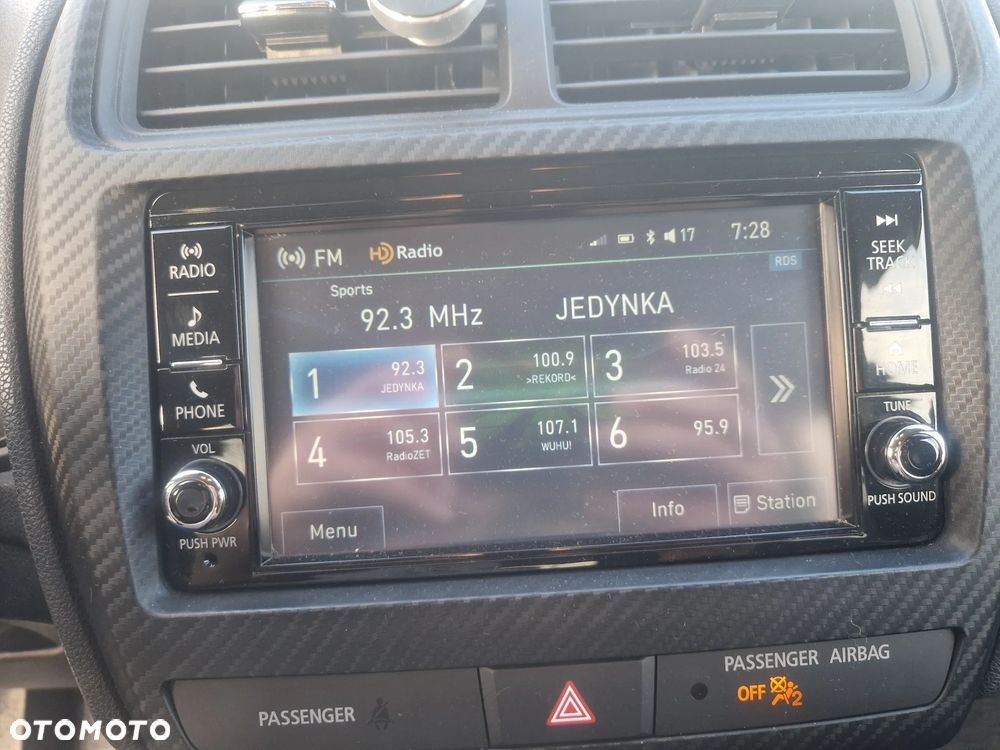 RADIO
MEDIA
PHONE
VOL
PUSH PWR
FM
HD Radio
17
7:28
RDS
Sports
92.3 MHz
JEDYNKA
1
92.3
JEDYNKA
2
100.9
>REKORD<
3
103.5
Radio 24
4
105.3
RadioZET
5
107.1
WUHU!
6
95.9
Menu
Info
Station
SEEK
TRACK
HOME
TUNE
PUSH SOUND
PASSENGER
PASSENGER AIRBAG
OFF
2
OTOMOTO